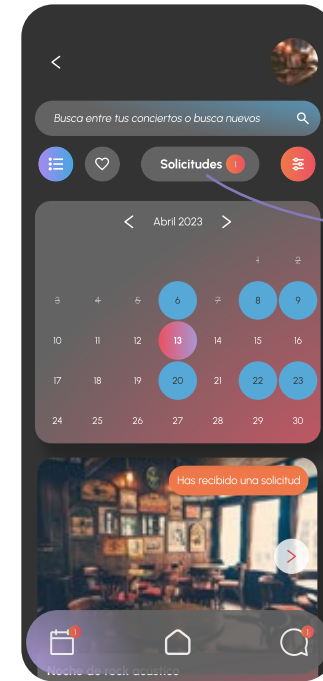 Busca entre tus conciertos o busca nuevos
Solicitudes 1
Abril 2023
1 2
3 4 5 6 7 8 9
10 11 12 13 14 15 16
17 18 19 20 21 22 23
24 25 26 27 28 29 30
Has recibido una solicitud
1 1
Noche de rock acústico